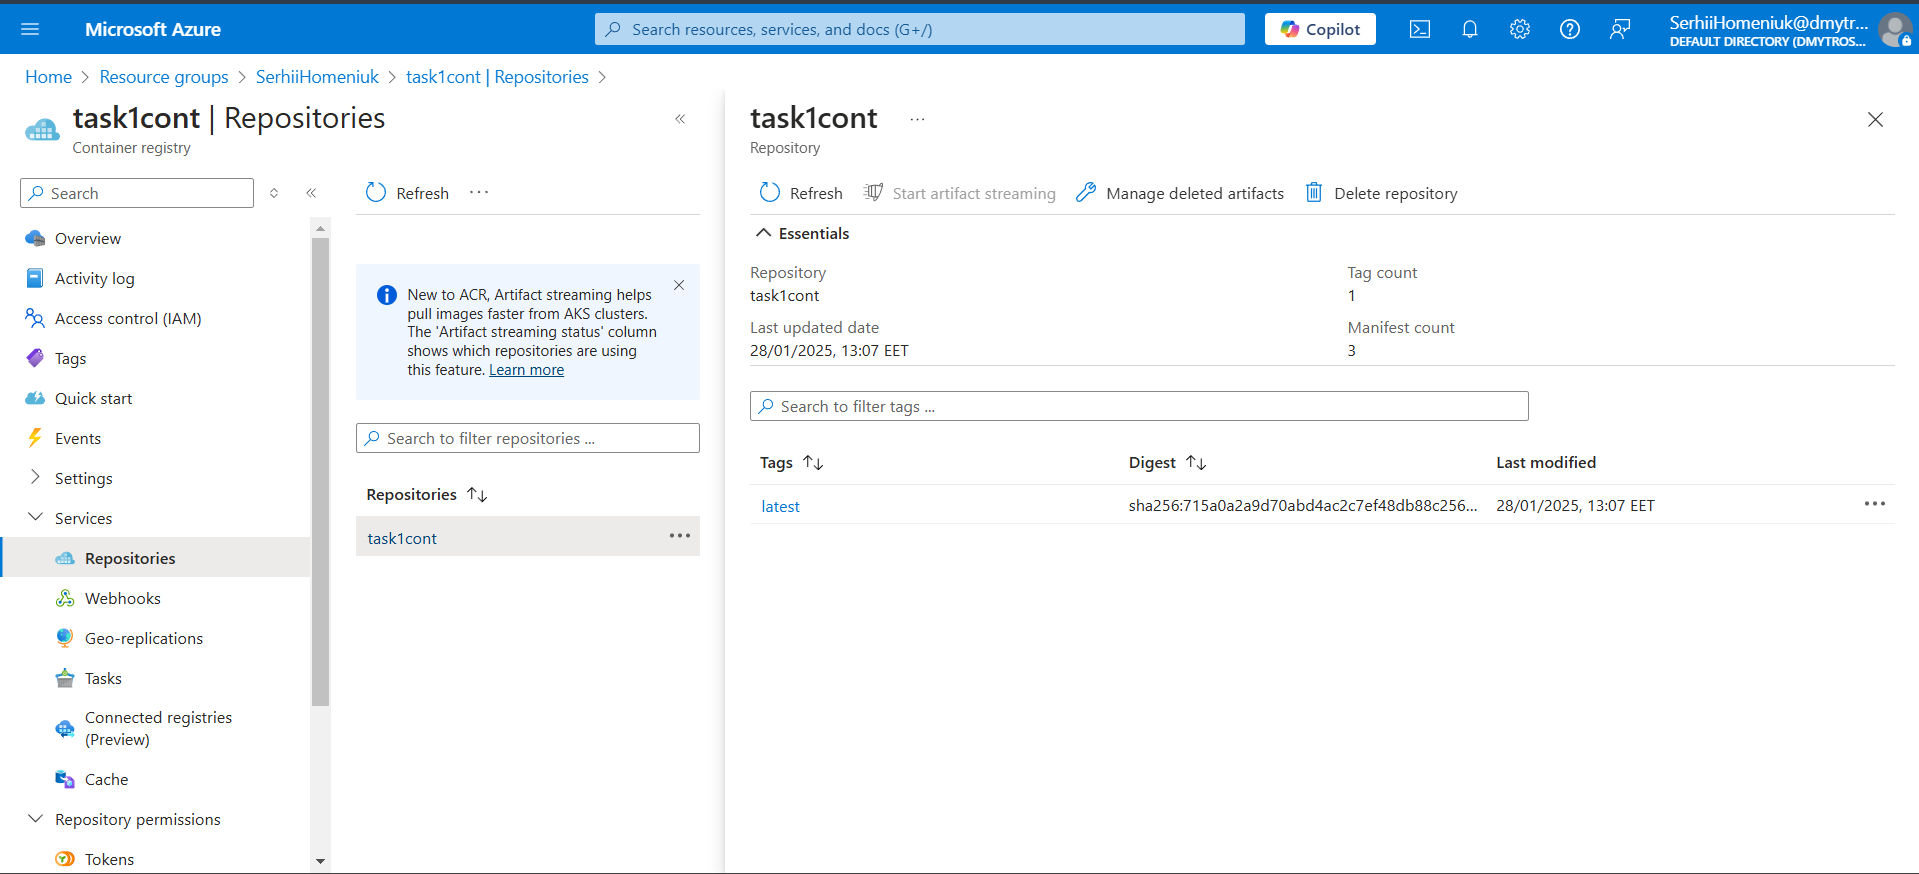 Microsoft Azure
Search resources, services, and docs (G+/)
Copilot
SerhiiHomeniuk@dmytr...
DEFAULT DIRECTORY (DMYTROS...
Home > Resource groups > SerhiiHomeniuk > task1cont | Repositories >
task1cont | Repositories
Container registry
Search
Overview
Activity log
Access control (IAM)
Tags
Quick start
Events
Settings
Services
Repositories
Webhooks
Geo-replications
Tasks
Connected registries
(Preview)
Cache
Repository permissions
Tokens
Refresh
New to ACR, Artifact streaming helps
pull images faster from AKS clusters.
The 'Artifact streaming status' column
shows which repositories are using
this feature. Learn more
Search to filter repositories ...
Repositories
task1cont
task1cont
Repository
Refresh
Start artifact streaming
Manage deleted artifacts
Delete repository
Essentials
Repository
task1cont
Last updated date
28/01/2025, 13:07 EET
Tag count
1
Manifest count
3
Search to filter tags ...
Tags
Digest
Last modified
latest
sha256:715a0a2a9d70abd4ac2c7ef48db88c256...
28/01/2025, 13:07 EET